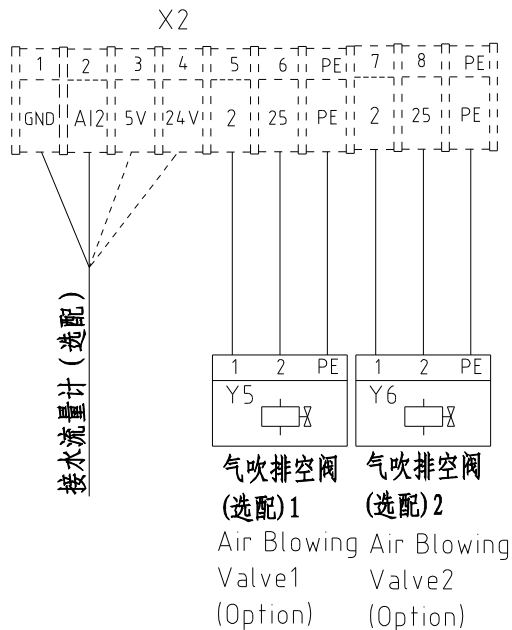 X2
1 2 3 4 5 6 PE 7 8 PE
GND AI2 5V 24V 2 25 PE 2 25 PE
接水流量计(选配)
1 2 PE 1 2 PE
Y5 Y6
气吹排空阀
(选配)1
Air Blowing
Valve1
(Option)
气吹排空阀
(选配)2
Air Blowing
Valve2
(Option)